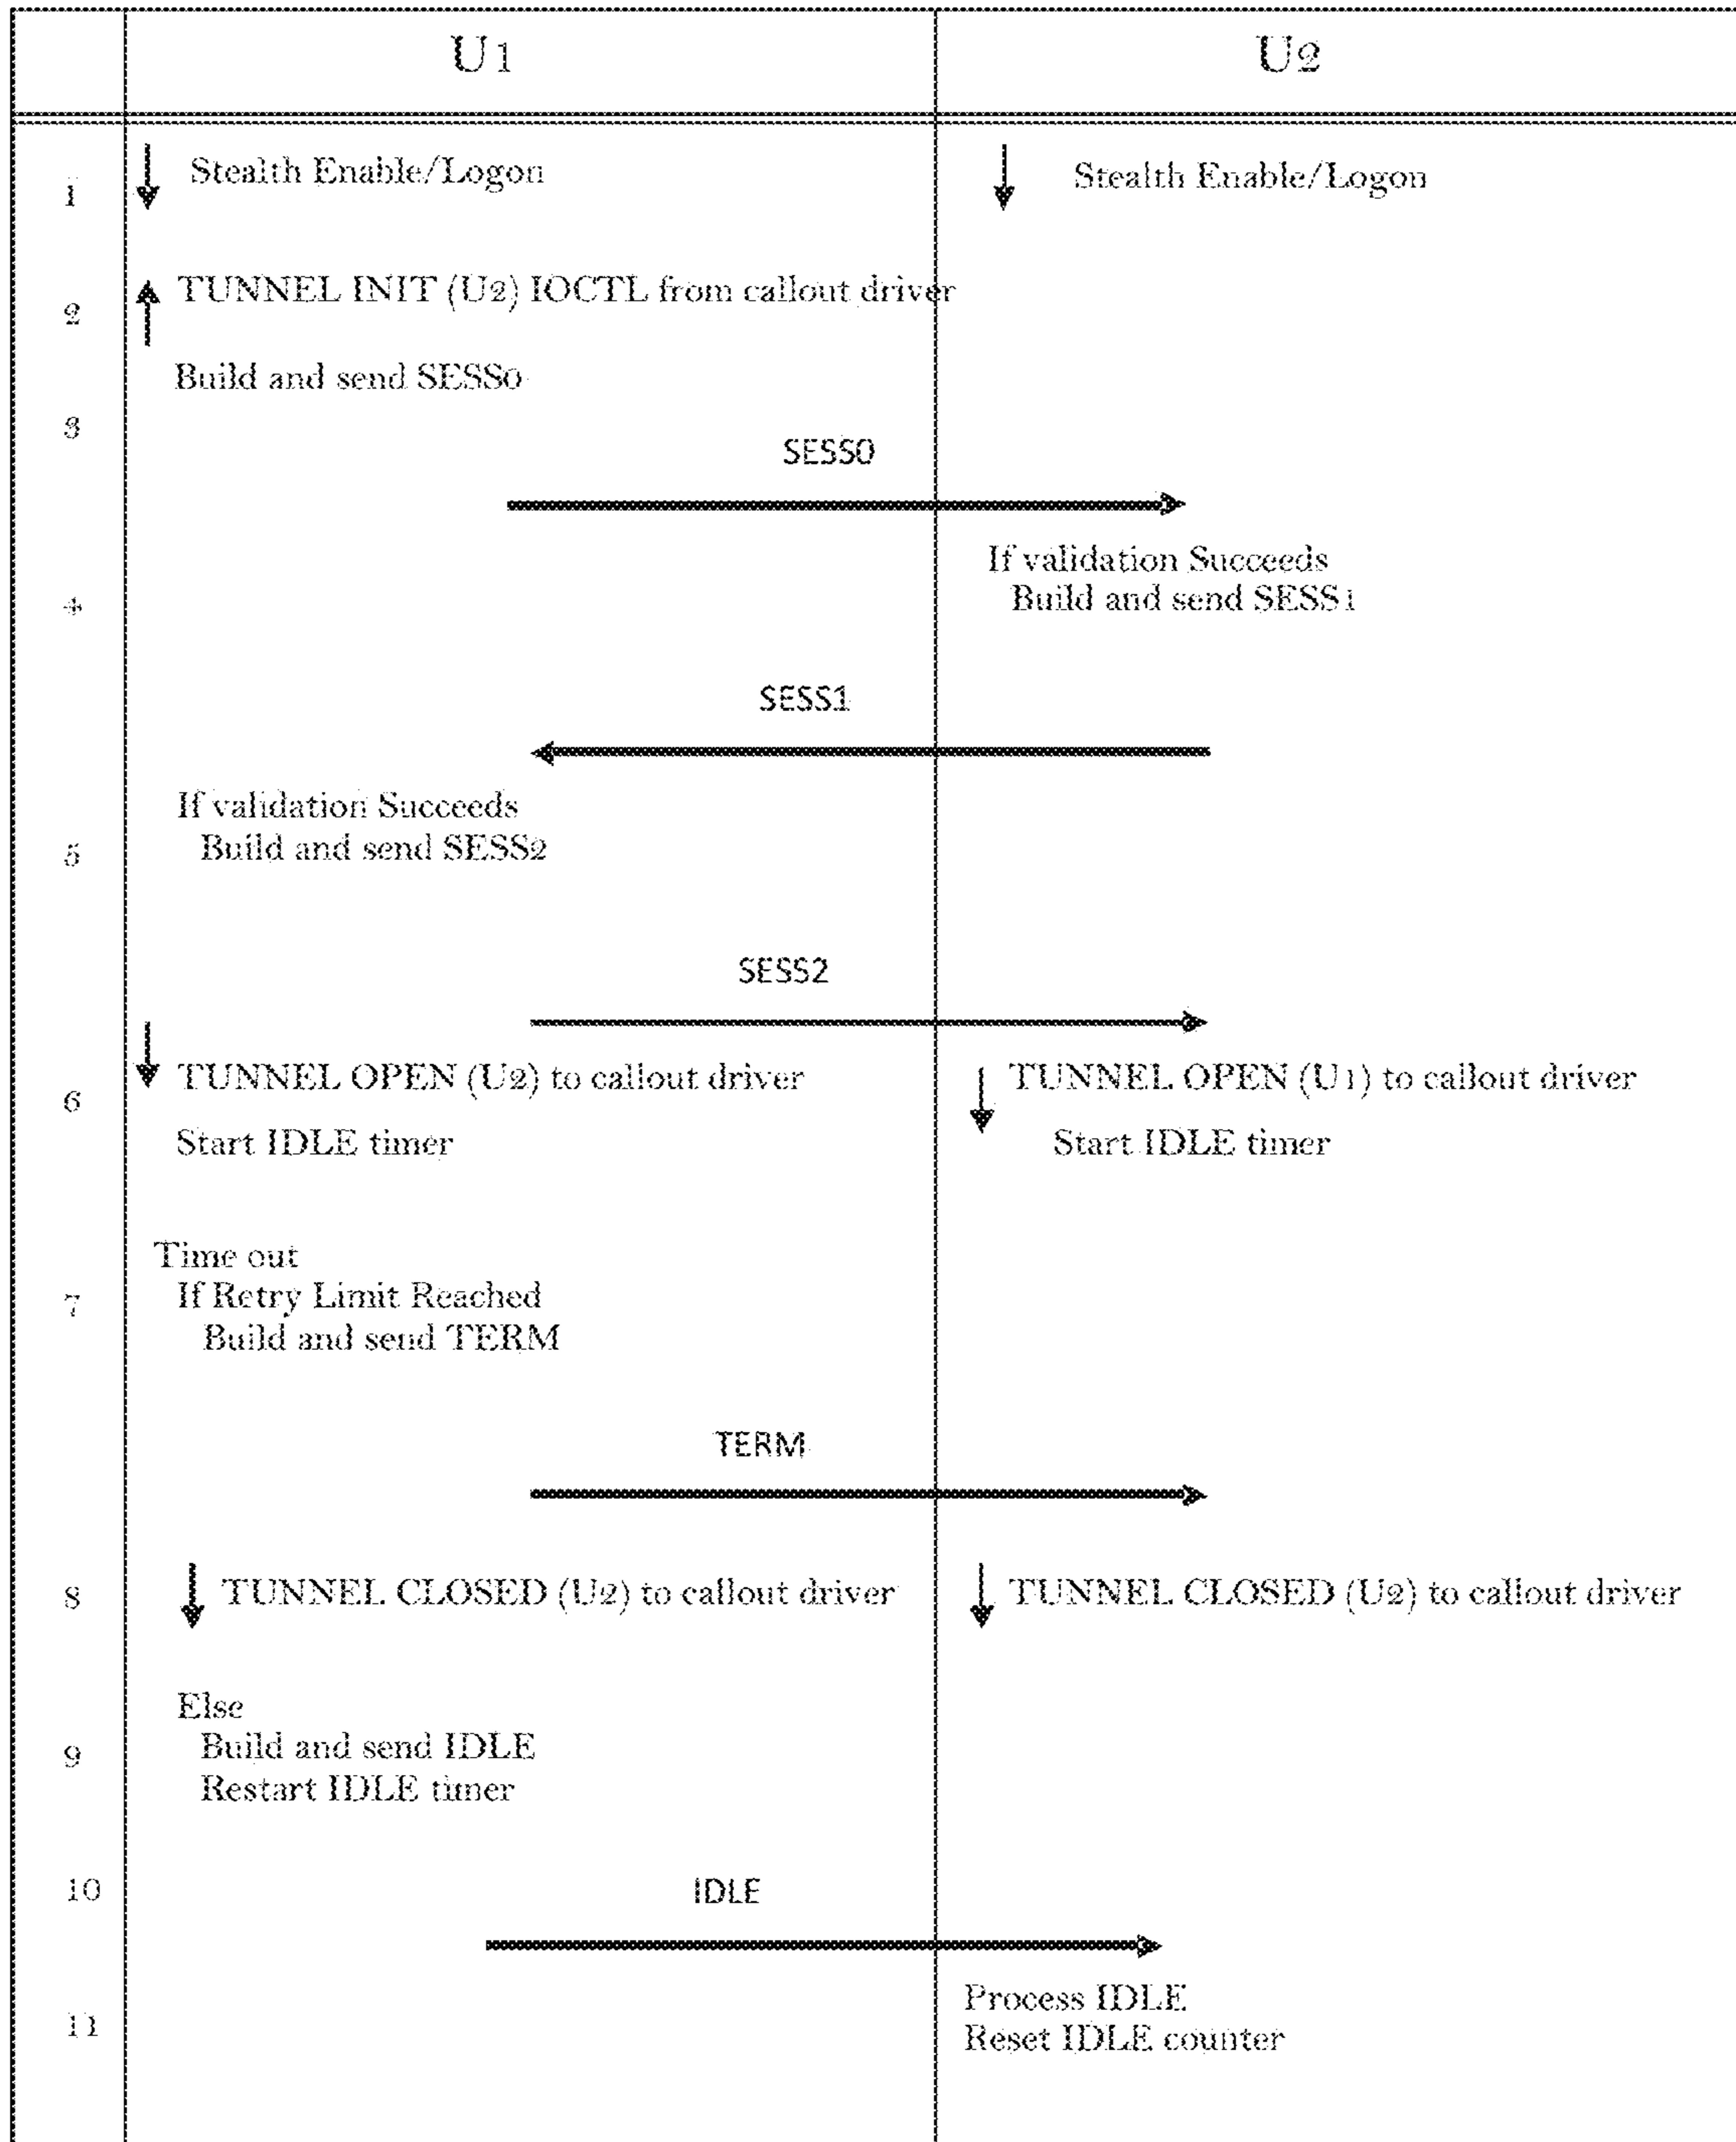 U1 U2
1 Stealth Enable/Logon Stealth Enable/Logon
2 TUNNEL INIT (U2) IOCTL from callout driver
Build and send SESS0
3
SESS0
If validation Succeeds
4 Build and send SESS1
SESS1
If validation Succeeds
5 Build and send SESS2
SESS2
TUNNEL OPEN (U2) to callout driver TUNNEL OPEN (U1) to callout driver
6
Start IDLE timer Start IDLE timer
Time out
7 If Retry Limit Reached
Build and send TERM
TERM
8 TUNNEL CLOSED (U2) to callout driver TUNNEL CLOSED (U2) to callout driver
Else
9 Build and send IDLE
Restart IDLE timer
10 IDLE
Process IDLE
11 Reset IDLE counter